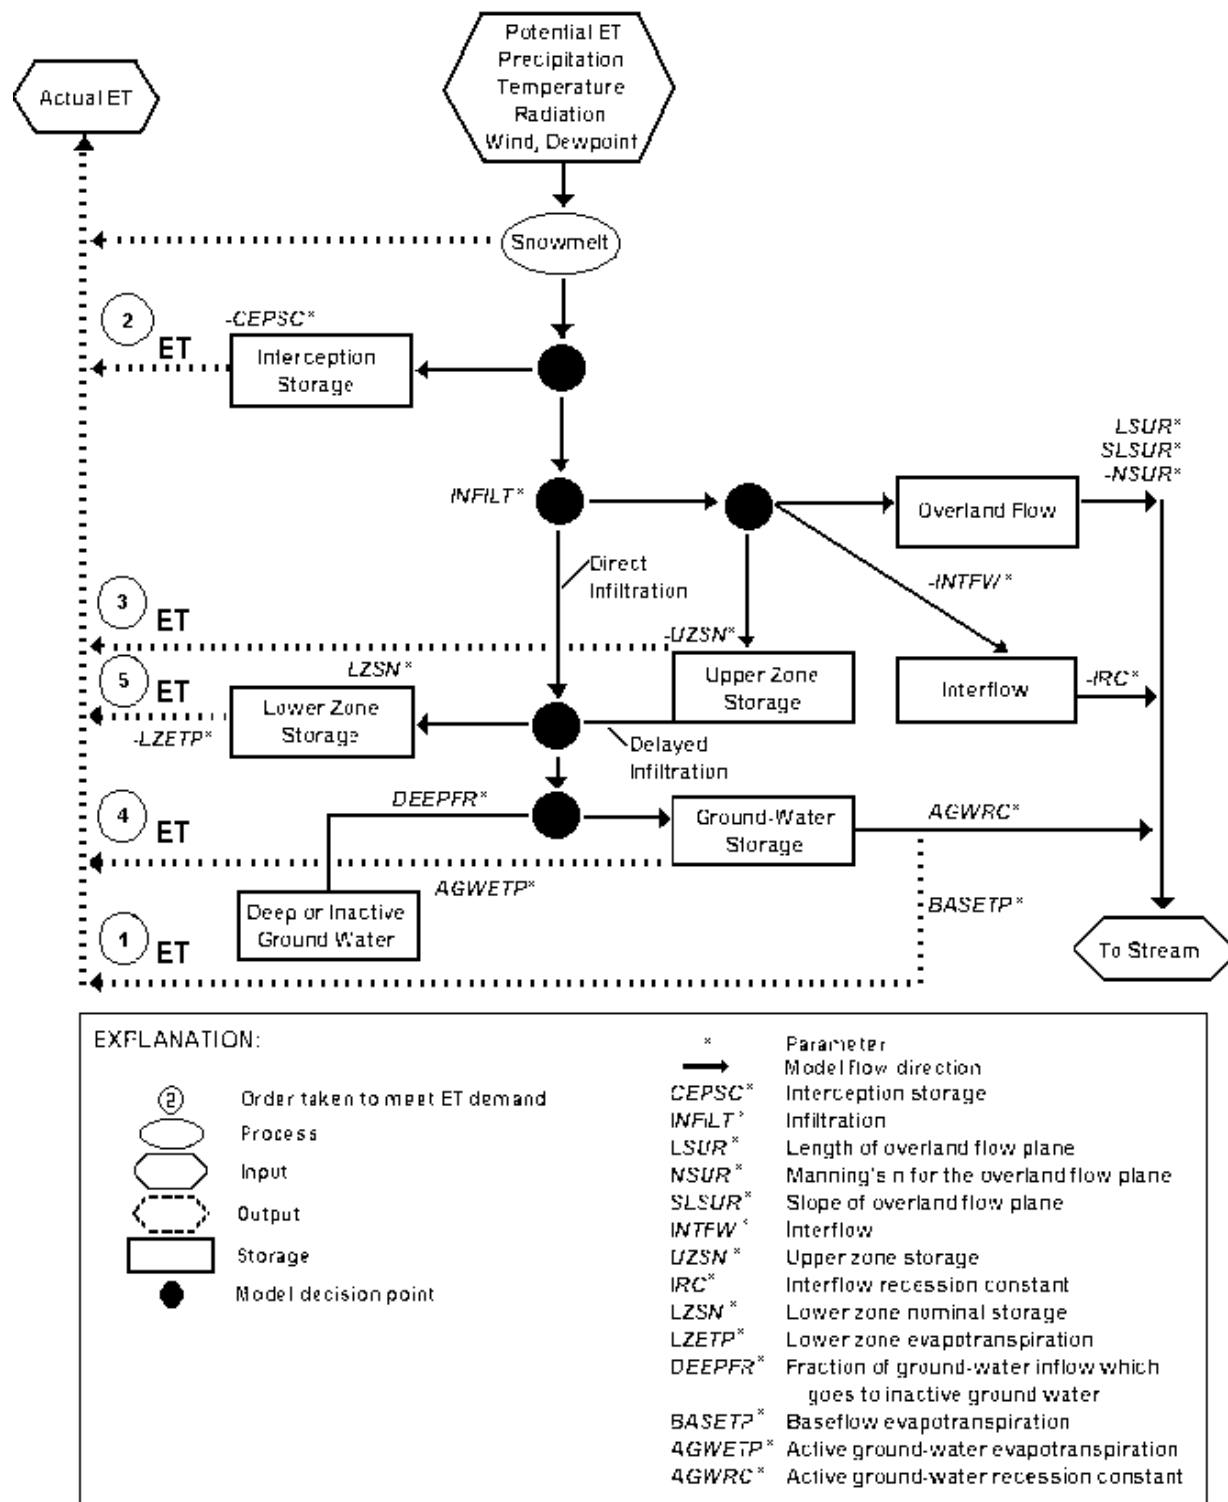 Potential ET
Precipitation
Temperature
Radiation
Wind, Dewpoint
Actual ET
Snowmelt
2
ET
-CEPSC*
Interception
Storage
INFILT*
LSUR*
SLSUR*
-NSUR*
Overland Flow
Direct
Infiltration
-INTFW*
3
ET
-UZSN*
Upper Zone
Storage
Interflow
-IRC*
5
ET
LZSN*
Lower Zone
Storage
-LZETP*
Delayed
Infiltration
4
ET
DEEPFR*
Ground-Water
Storage
AGWRC*
AGWETP*
BASETP*
Deep or Inactive
Ground Water
1
ET
To Stream
EXPLANATION:
2 Order taken to meet ET demand
Process
Input
Output
Storage
Model decision point
* Parameter
Model flow direction
CEPSC* Interception storage
INFILT* Infiltration
LSUR* Length of overland flow plane
NSUR* Manning's n for the overland flow plane
SLSUR* Slope of overland flow plane
INTFW* Interflow
UZSN* Upper zone storage
IRC* Interflow recession constant
LZSN* Lower zone nominal storage
LZETP* Lower zone evapotranspiration
DEEPFR* Fraction of ground-water inflow which
goes to inactive ground water
BASETP* Baseflow evapotranspiration
AGWETP* Active ground-water evapotranspiration
AGWRC* Active ground-water recession constant